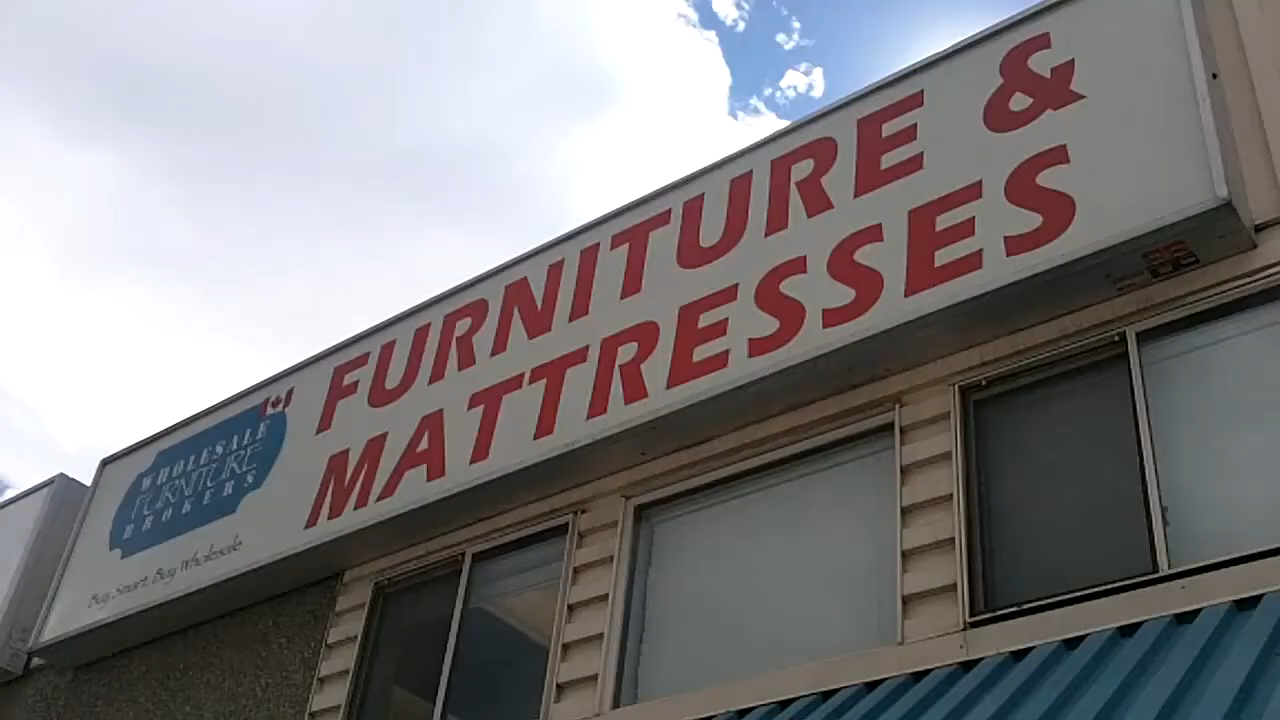 WHOLESALE
FURNITURE
BROKERS
Buy Smart. Buy Wholesale
FURNITURE &
MATTRESSES